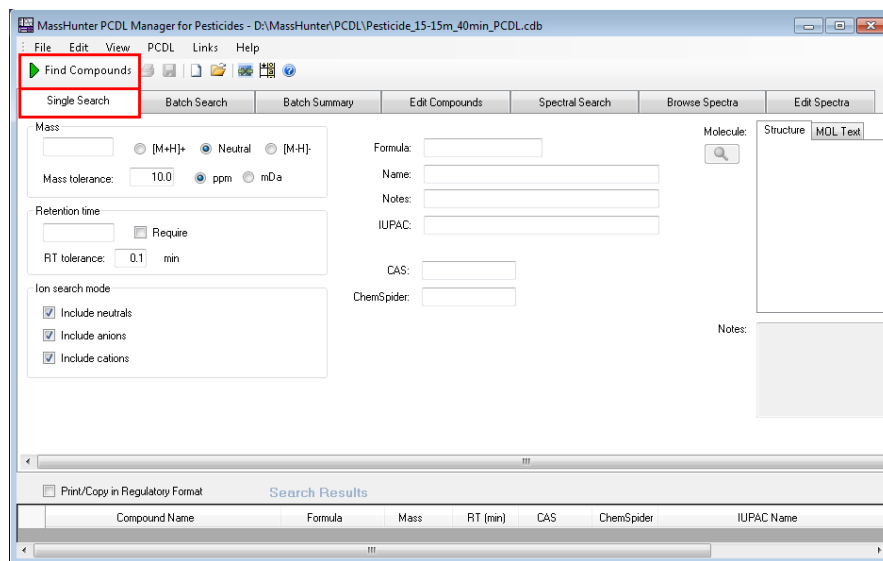 MassHunter PCDL Manager for Pesticides - D:\MassHunter\PCDL\Pesticide_15-15m_40min_PCDL.cdb
File Edit View PCDL Links Help
Find Compounds
Single Search Batch Search Batch Summary Edit Compounds Spectral Search Browse Spectra Edit Spectra
Mass
[M+H]+ Neutral [M-H]-
Mass tolerance: 10.0 ppm mDa
Retention time
Require
RT tolerance: 0.1 min
Ion search mode
Include neutrals
Include anions
Include cations
Formula:
Name:
Notes:
IUPAC:
CAS:
ChemSpider:
Molecule:
Structure MOL Text
Notes:
Print/Copy in Regulatory Format Search Results
Compound Name Formula Mass RT (min) CAS ChemSpider IUPAC Name